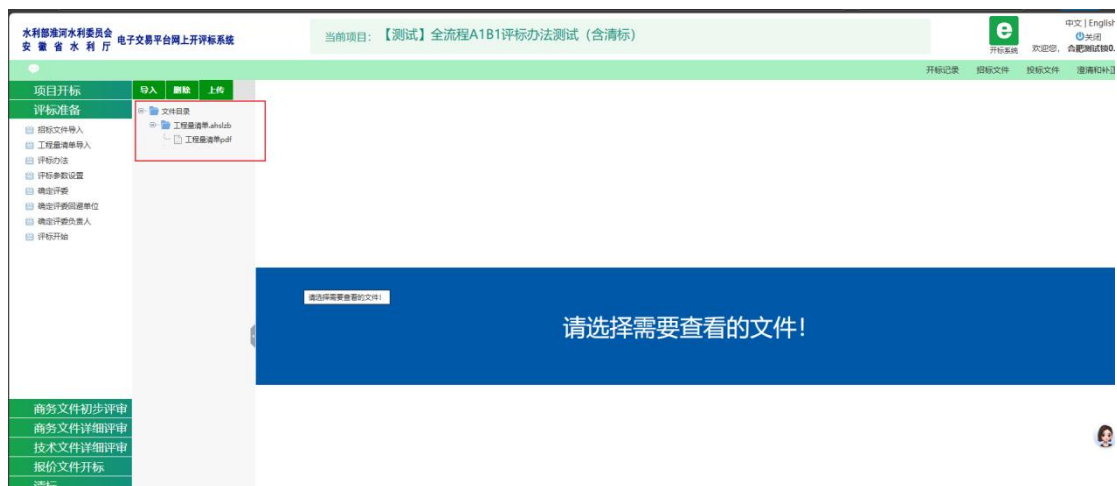 水利部淮河水利委员会
安徽省水利厅
电子交易平台网上开评标系统
当前项目：【测试】全流程A1B1评标办法测试（含清标）
开标系统
中文 | English
关闭
欢迎您，合肥测试锁0.
开标记录 招标文件 投标文件 澄清和补正
项目开标
评标准备
招标文件导入
工程量清单导入
评标办法
评标参数设置
确定评委
确定评委回避单位
确定评委负责人
评标开始
商务文件初步评审
商务文件详细评审
技术文件详细评审
报价文件开标
清标
导入 删除 上传
文件目录
工程量清单.ahslzb
工程量清单pdf
请选择需要查看的文件！
请选择需要查看的文件！